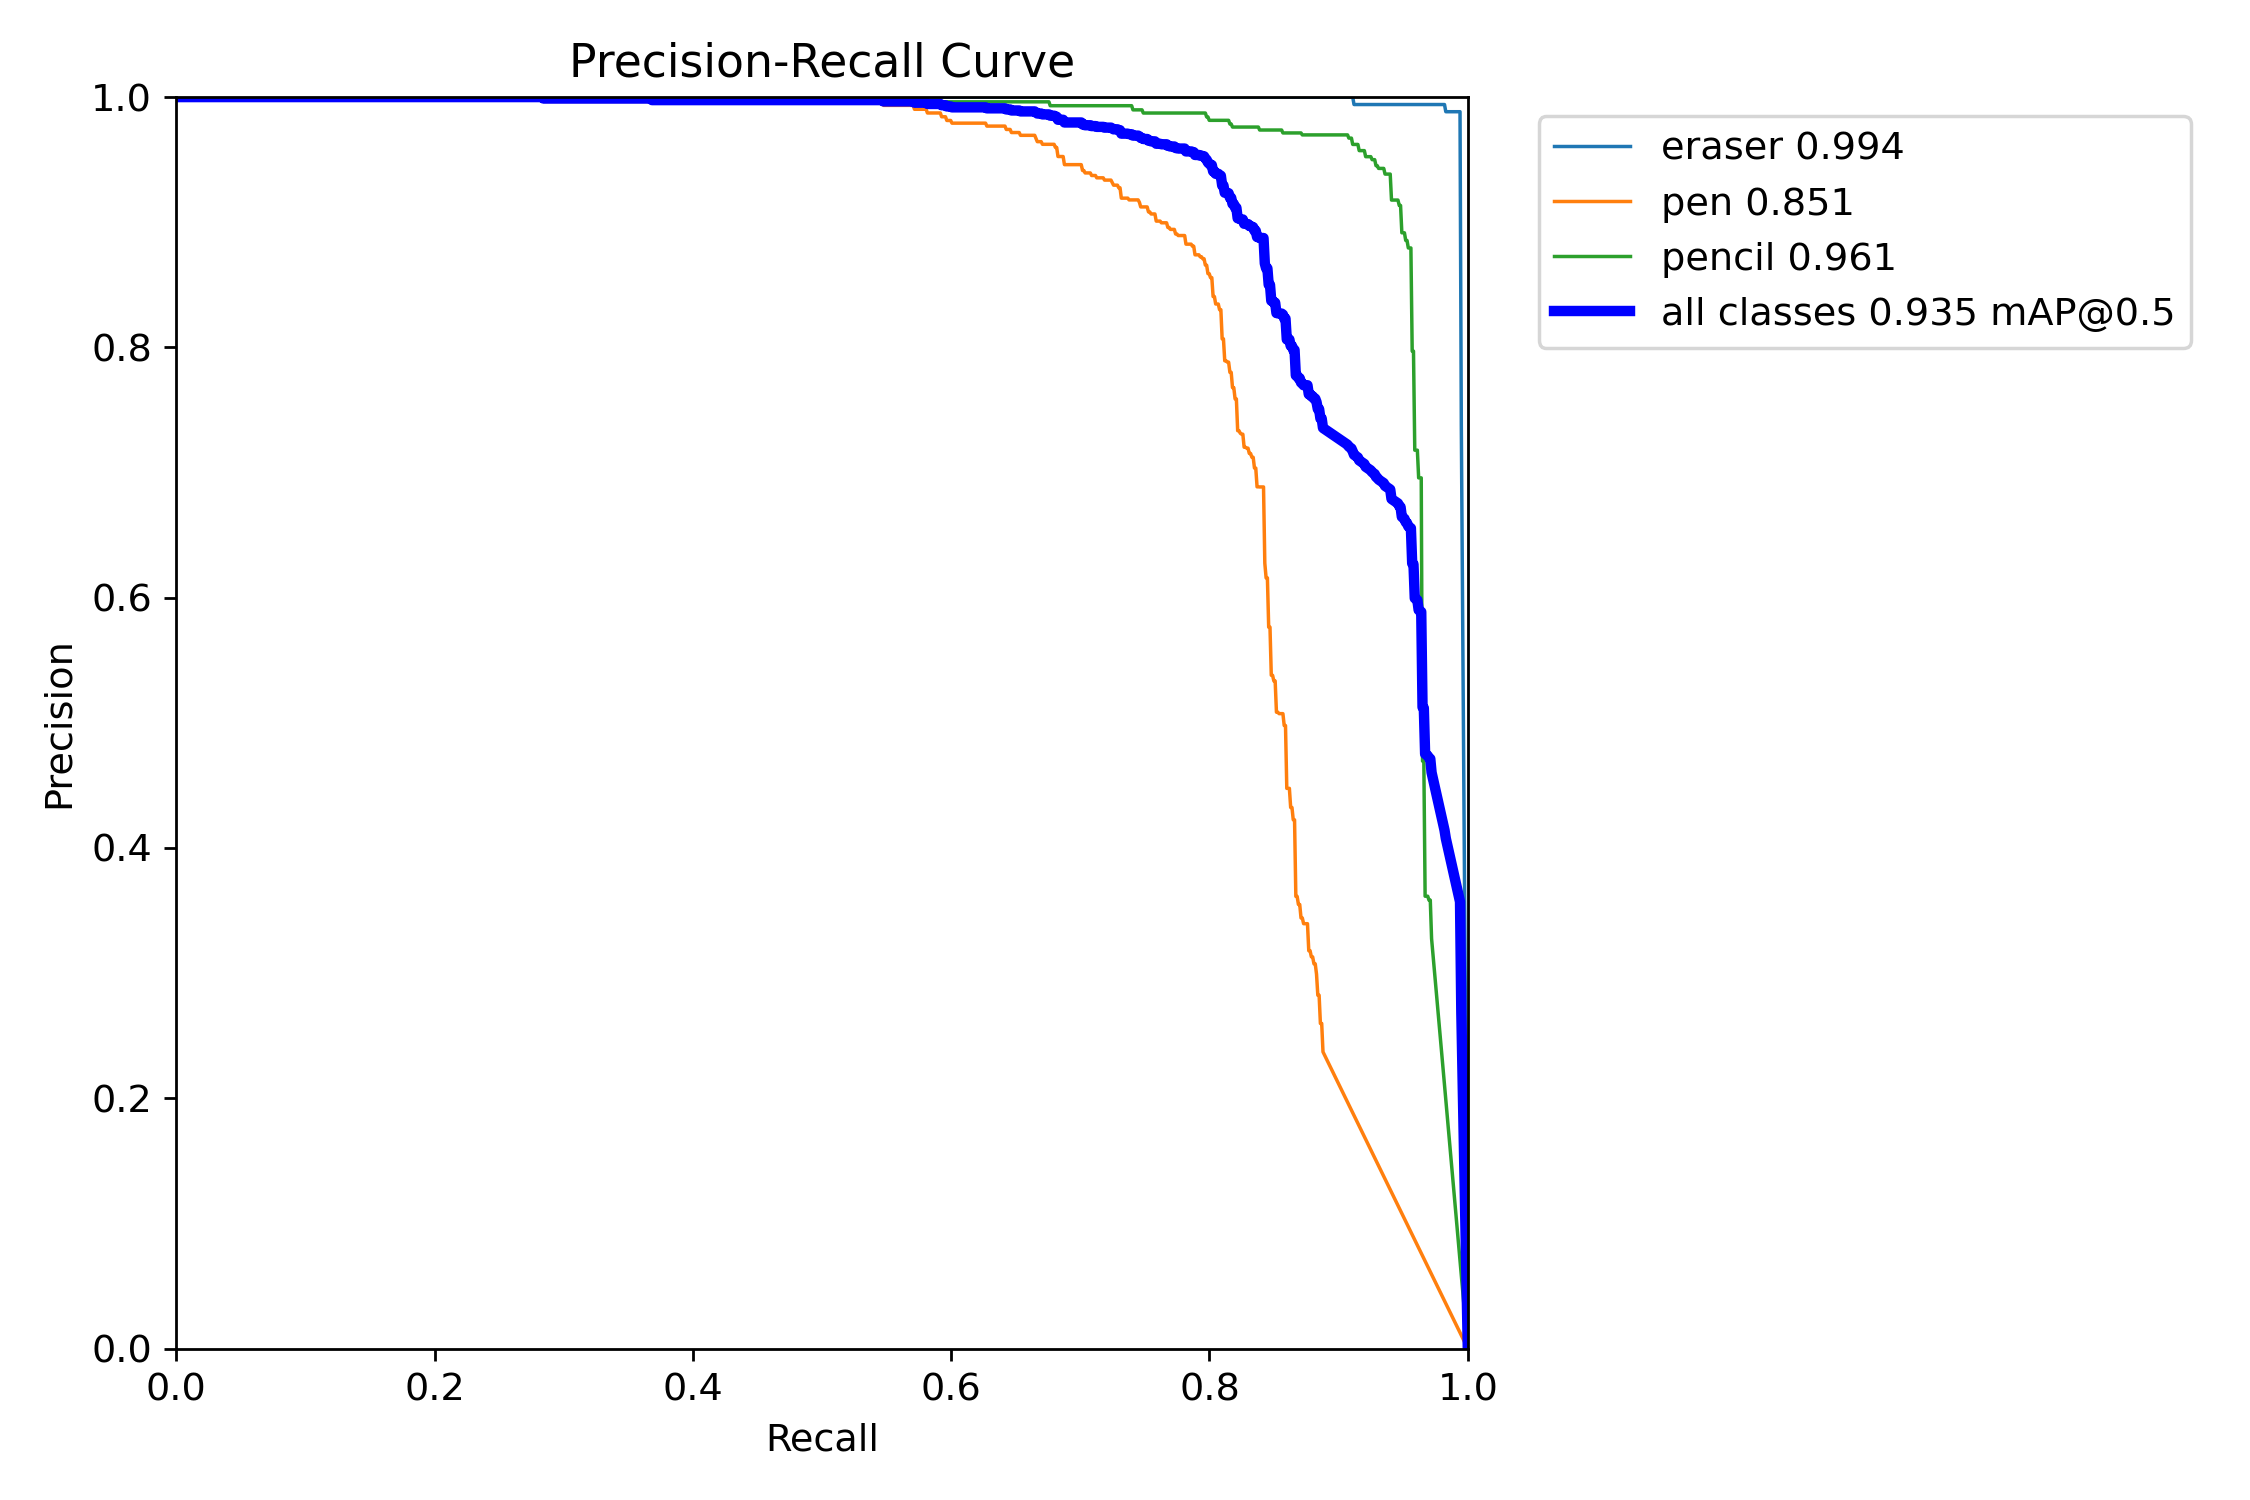 Precision-Recall Curve
1.0
0.8
0.6
0.4
0.2
0.0
Precision
0.0 0.2 0.4 0.6 0.8 1.0
Recall
eraser 0.994
pen 0.851
pencil 0.961
all classes 0.935 mAP@0.5